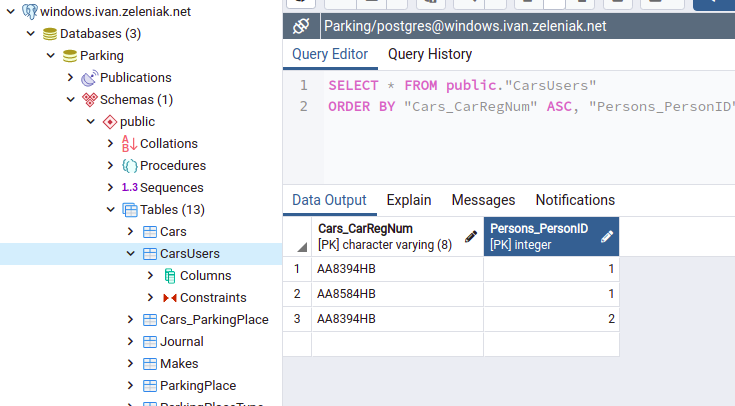 windows.ivan.zeleniak.net
Databases (3)
Parking
Publications
Schemas (1)
public
Collations
Procedures
1.3 Sequences
Tables (13)
Cars
CarsUsers
Columns
Constraints
Cars_ParkingPlace
Journal
Makes
ParkingPlace
ParkingPlaceType
Parking/postgres@windows.ivan.zeleniak.net
Query Editor Query History
1 SELECT * FROM public."CarsUsers"
2 ORDER BY "Cars_CarRegNum" ASC, "Persons_PersonID"
Data Output Explain Messages Notifications
Cars_CarRegNum Persons_PersonID
[PK] character varying (8) [PK] integer
1 AA8394HB 1
2 AA8584HB 1
3 AA8394HB 2